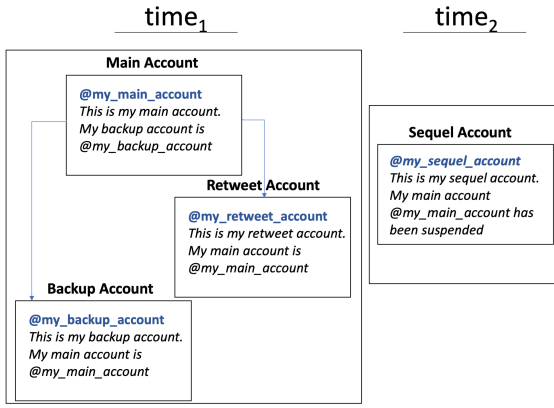 time₁
Main Account
@my_main_account
This is my main account.
My backup account is
@my_backup_account
Retweet Account
@my_retweet_account
This is my retweet account.
My main account is
@my_main_account
Backup Account
@my_backup_account
This is my backup account.
My main account is
@my_main_account
time₂
Sequel Account
@my_sequel_account
This is my sequel account.
My main account
@my_main_account has
been suspended